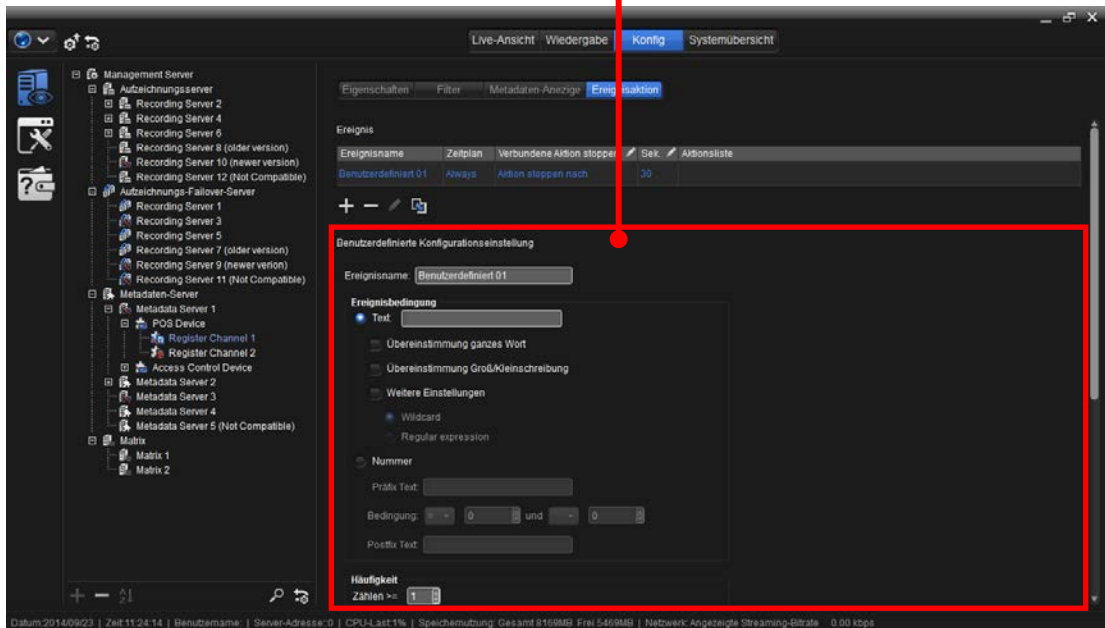 Live-Ansicht Wiedergabe Konfig Systemübersicht
Management Server
Aufzeichnungsserver
Recording Server 2
Recording Server 4
Recording Server 6
Recording Server 8 (older version)
Recording Server 10 (newer version)
Recording Server 12 (Not Compatible)
Aufzeichnungs-Failover-Server
Recording Server 1
Recording Server 3
Recording Server 5
Recording Server 7 (older version)
Recording Server 9 (newer verion)
Recording Server 11 (Not Compatible)
Metadaten-Server
Metadata Server 1
POS Device
Register Channel 1
Register Channel 2
Access Control Device
Metadata Server 2
Metadata Server 3
Metadata Server 4
Metadata Server 5 (Not Compatible)
Matrix
Matrix 1
Matrix 2
Eigenschaften Filter Metadaten-Anezige Ereignisaktion
Ereignis
Ereignisname Zeitplan Verbundene Aktion stoppen Sek. Aktionsliste
Benutzerdefiniert 01 Always Aktion stoppen nach 30
Benutzerdefinierte Konfigurationseinstellung
Ereignisname: Benutzerdefiniert 01
Ereignisbedingung
Text:
Übereinstimmung ganzes Wort
Übereinstimmung Groß/Kleinschreibung
Weitere Einstellungen
Wildcard
Regular expression
Nummer
Präfix Text:
Bedingung: = 0 und - 0
Postfix Text:
Häufigkeit
Zählen >= 1
Datum:2014/09/23 | Zeit:11:24:14 | Benutzername: | Server-Adresse:0 | CPU-Last:1% | Speichernutzung: Gesamt 8169MB Frei 5469MB | Netzwerk: Angezeigte Streaming-Bitrate 0.00 kbps